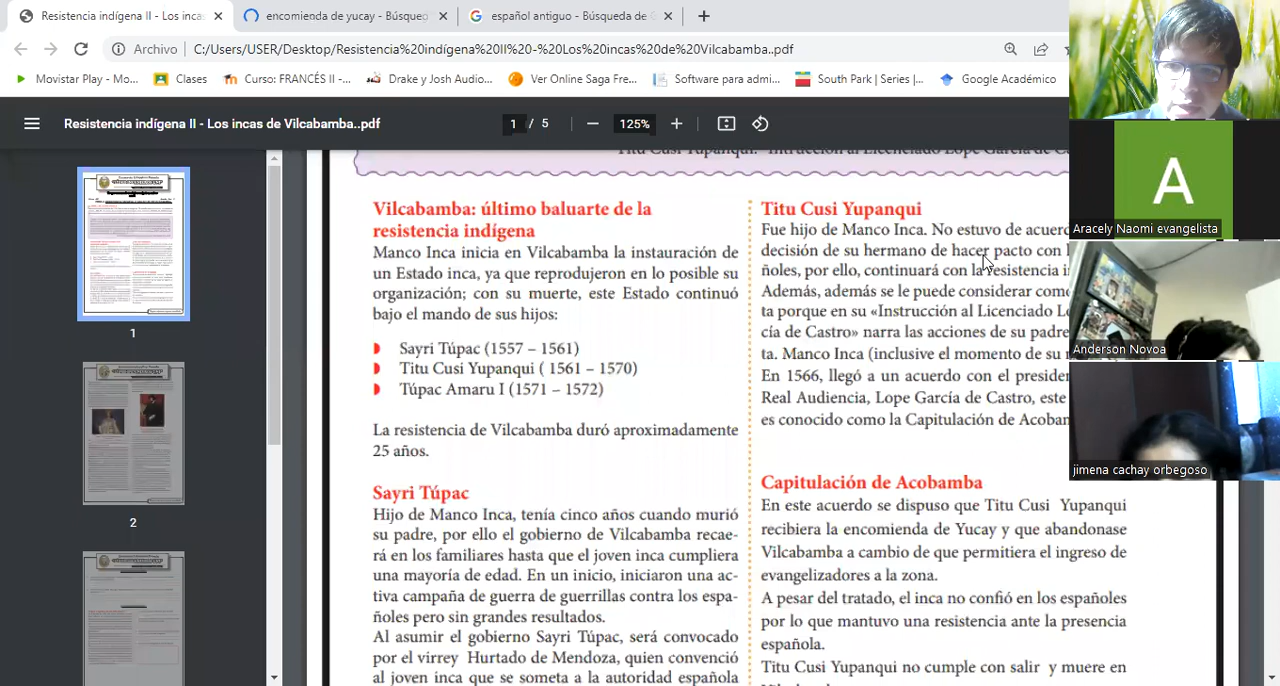 Resistencia indígena II - Los incas
encomienda de yucay - Búsqued
español antiguo - Búsqueda de G
Archivo
C:/Users/USER/Desktop/Resistencia%20indígena%20II%20-%20Los%20incas%20de%20Vilcabamba..pdf
Movistar Play - Mo...
Clases
Curso: FRANCÉS II -...
Drake y Josh Audio...
Ver Online Saga Fre...
Software para admi...
South Park | Series |...
Google Académico
Resistencia indígena II - Los incas de Vilcabamba..pdf
1 / 5
125%
1
2
Vilcabamba: último baluarte de la
resistencia indígena
Manco Inca inicia en Vilcabamba la instauración de
un Estado inca, ya que reprodujeron en lo posible su
organización; con su muerte, este Estado continuó
bajo el mando de sus hijos:
Sayri Túpac (1557 – 1561)
Titu Cusi Yupanqui ( 1561 – 1570)
Túpac Amaru I (1571 – 1572)
La resistencia de Vilcabamba duró aproximadamente
25 años.
Sayri Túpac
Hijo de Manco Inca, tenía cinco años cuando murió
su padre, por ello el gobierno de Vilcabamba recae-
rá en los familiares hasta que el joven inca cumpliera
una mayoría de edad. En un inicio, iniciaron una ac-
tiva campaña de guerra de guerrillas contra los espa-
ñoles pero sin grandes resultados.
Al asumir el gobierno Sayri Túpac, será convocado
por el virrey Hurtado de Mendoza, quien convenció
al joven inca que se someta a la autoridad española
Titu Cusi Yupanqui
Fue hijo de Manco Inca. No estuvo de acuerd
decisión de su hermano de hacer pacto con l
ñoles, por ello, continuará con la resistencia i
Además, además se le puede considerar como
ta porque en su «Instrucción al Licenciado Lo
cía de Castro» narra las acciones de su padre
ta. Manco Inca (inclusive el momento de su
En 1566, llegó a un acuerdo con el presiden
Real Audiencia, Lope García de Castro, este
es conocido como la Capitulación de Acobam
Capitulación de Acobamba
En este acuerdo se dispuso que Titu Cusi Yupanqui
recibiera la encomienda de Yucay y que abandonase
Vilcabamba a cambio de que permitiera el ingreso de
evangelizadores a la zona.
A pesar del tratado, el inca no confió en los españoles
por lo que mantuvo una resistencia ante la presencia
española.
Titu Cusi Yupanqui no cumple con salir y muere en
A
Aracely Naomi evangelista
Anderson Novoa
jimena cachay orbegoso